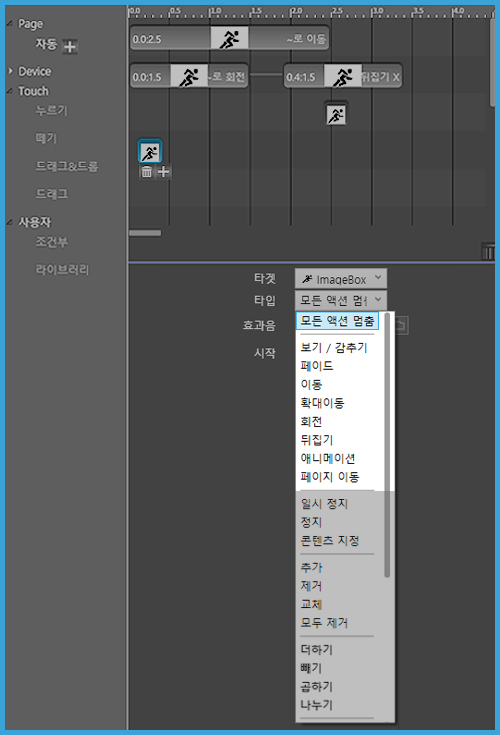 Page
자동
Device
Touch
누르기
떼기
드래그&드롬
드래그
사용자
조건부
라이브러리
0.5 1.0 1.5 2.0 2.5 3.0 3.5 4.0
0.0:2.5 ~로 이동
0.0:1.5 ~로 회전 0.4:1.5 뒤집기 X
타겟 ImageBox
타입 모든 액션 멈
효과음
시작
모든 액션 멈춤
보기 / 감추기
페이드
이동
확대이동
회전
뒤집기
애니메이션
페이지 이동
일시 정지
정지
콘텐츠 지정
추가
제거
교체
모두 제거
더하기
빼기
곱하기
나누기